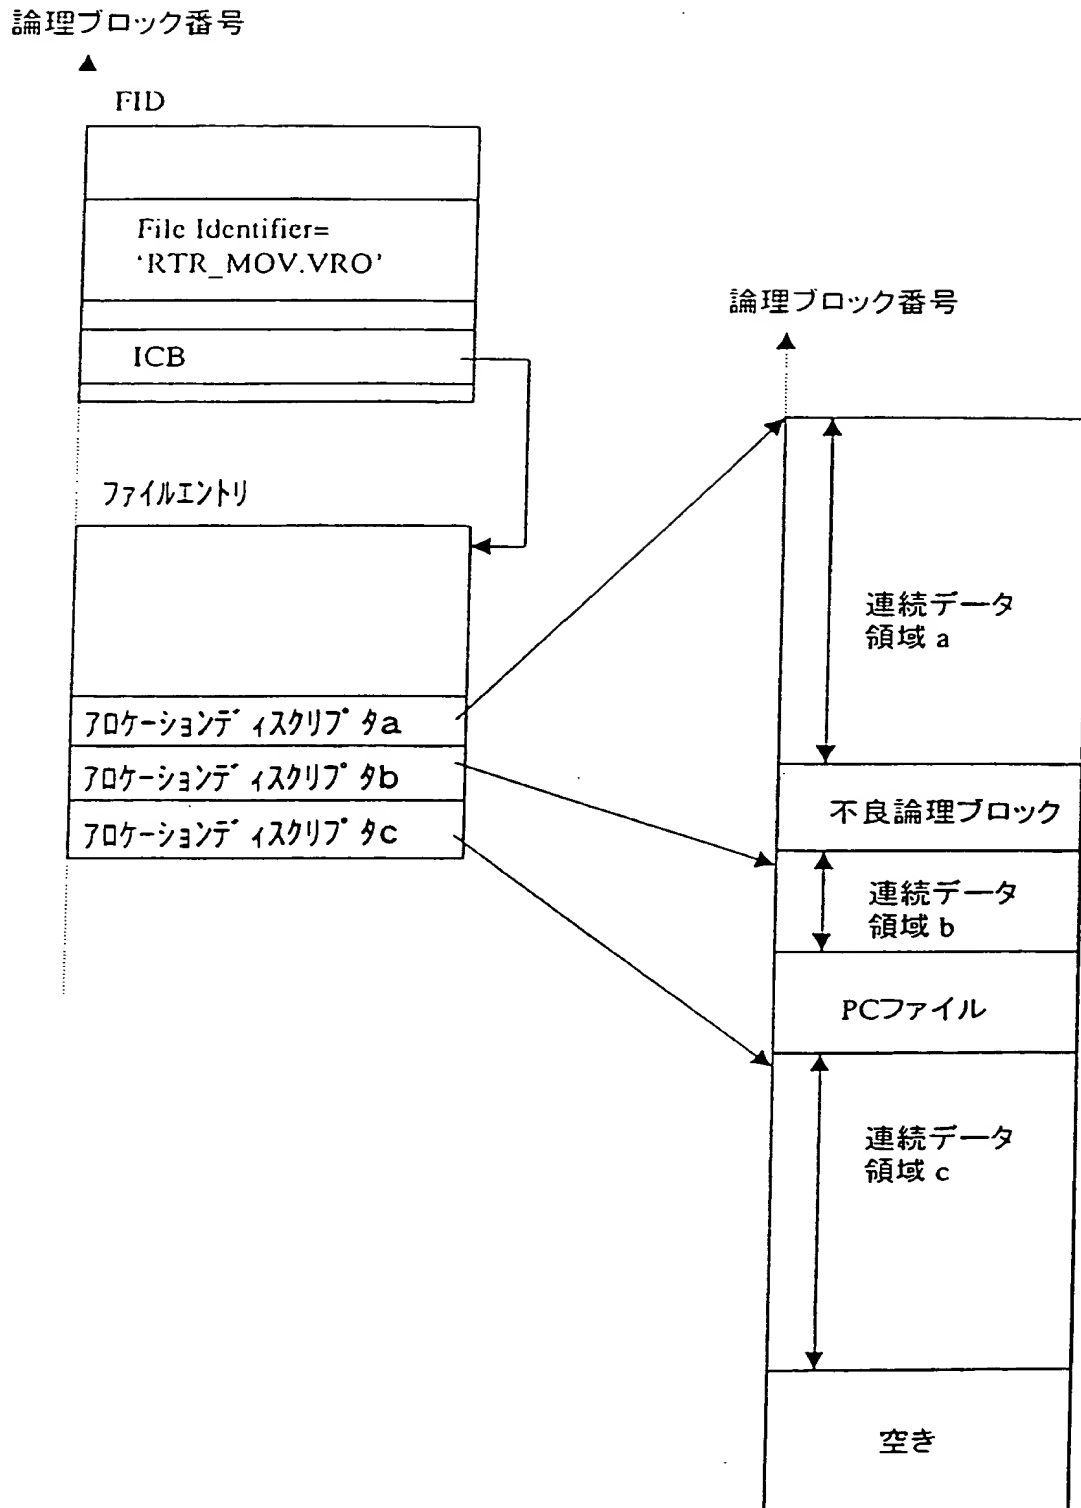 論理ブロック番号
FID
File Identifier=
‘RTR_MOV.VRO’
ICB
ファイルエントリ
アロケーションディスクリプタa
アロケーションディスクリプタb
アロケーションディスクリプタc
論理ブロック番号
連続データ
領域 a
不良論理ブロック
連続データ
領域 b
PCファイル
連続データ
領域 c
空き